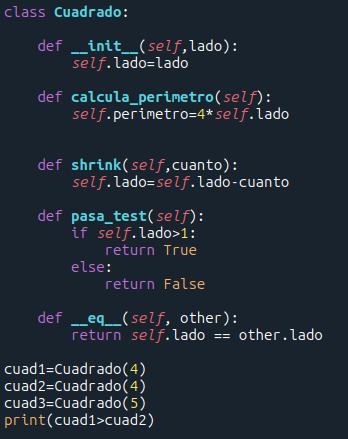 class Cuadrado:
    def __init__(self,lado):
        self.lado=lado
    def calcula_perimetro(self):
        self.perimetro=4*self.lado
    def shrink(self,cuanto):
        self.lado=self.lado-cuanto
    def pasa_test(self):
        if self.lado>1:
            return True
        else:
            return False
    def __eq__(self, other):
        return self.lado == other.lado
cuad1=Cuadrado(4)
cuad2=Cuadrado(4)
cuad3=Cuadrado(5)
print(cuad1>cuad2)